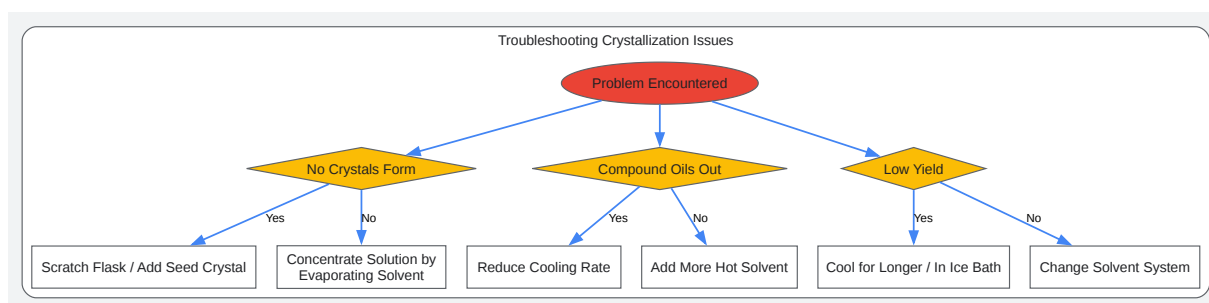 Troubleshooting Crystallization Issues
Problem Encountered
No Crystals Form
Compound Oils Out
Low Yield
Yes
No
Yes
No
Yes
No
Scratch Flask / Add Seed Crystal
Concentrate Solution by
Evaporating Solvent
Reduce Cooling Rate
Add More Hot Solvent
Cool for Longer / In Ice Bath
Change Solvent System